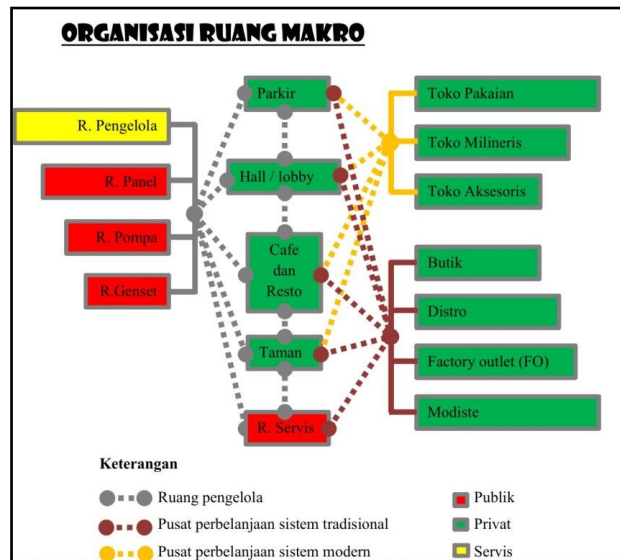 ORGANISASI RUANG MAKRO
R. Pengelola
R. Panel
R. Pompa
R.Genset
Parkir
Hall / lobby
Cafe
dan
Resto
Taman
R. Servis
Toko Pakaian
Toko Milineris
Toko Aksesoris
Butik
Distro
Factory outlet (FO)
Modiste
Keterangan
Ruang pengelola
Pusat perbelanjaan sistem tradisional
Pusat perbelanjaan sistem modern
Publik
Privat
Servis